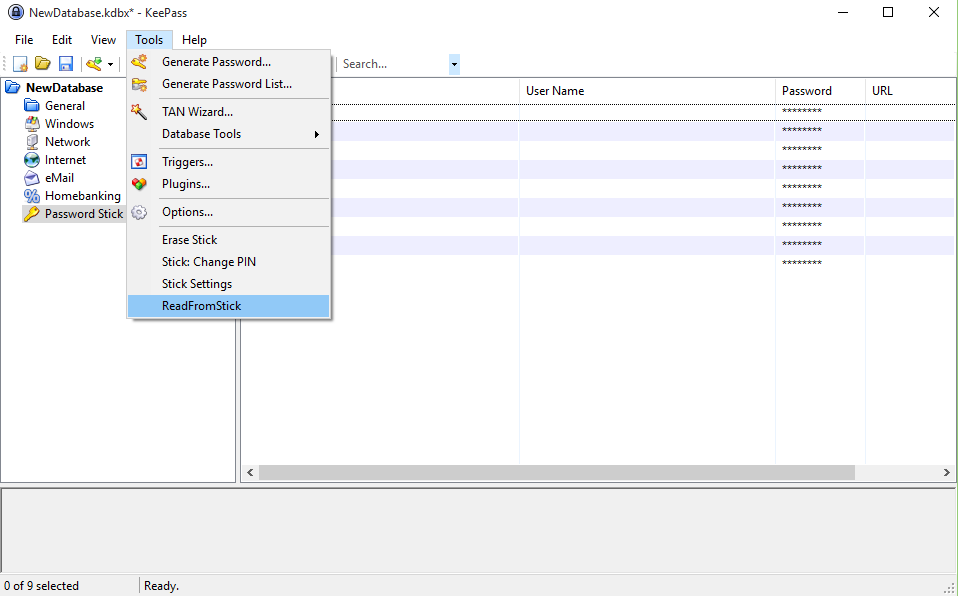 NewDatabase.kdbx* - KeePass
File Edit View Tools Help
Search...
NewDatabase
General
Windows
Network
Internet
eMail
Homebanking
Password Stick
Generate Password...
Generate Password List...
TAN Wizard...
Database Tools
Triggers...
Plugins...
Options...
Erase Stick
Stick: Change PIN
Stick Settings
ReadFromStick
User Name Password URL
********
********
********
********
********
********
********
********
********
0 of 9 selected Ready.